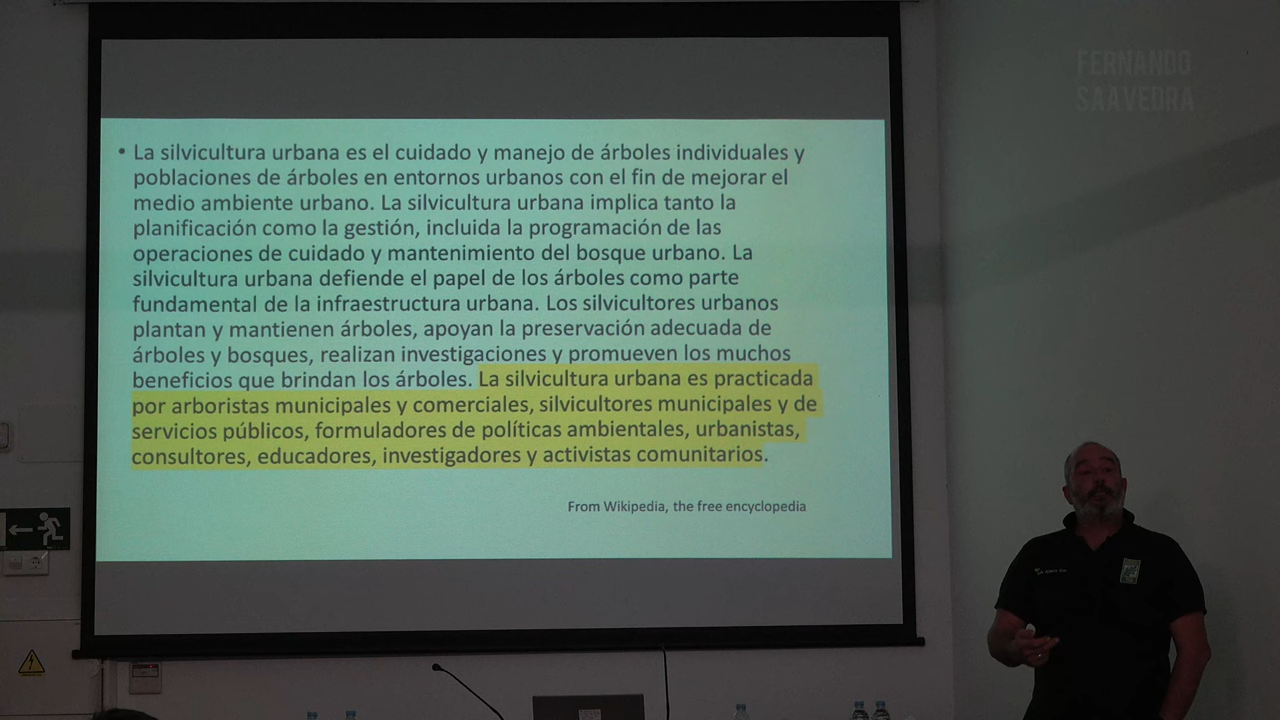 FERNANDO
SAAVEDRA
• La silvicultura urbana es el cuidado y manejo de árboles individuales y
poblaciones de árboles en entornos urbanos con el fin de mejorar el
medio ambiente urbano. La silvicultura urbana implica tanto la
planificación como la gestión, incluida la programación de las
operaciones de cuidado y mantenimiento del bosque urbano. La
silvicultura urbana defiende el papel de los árboles como parte
fundamental de la infraestructura urbana. Los silvicultores urbanos
plantan y mantienen árboles, apoyan la preservación adecuada de
árboles y bosques, realizan investigaciones y promueven los muchos
beneficios que brindan los árboles. La silvicultura urbana es practicada
por arboristas municipales y comerciales, silvicultores municipales y de
servicios públicos, formuladores de políticas ambientales, urbanistas,
consultores, educadores, investigadores y activistas comunitarios.
From Wikipedia, the free encyclopedia